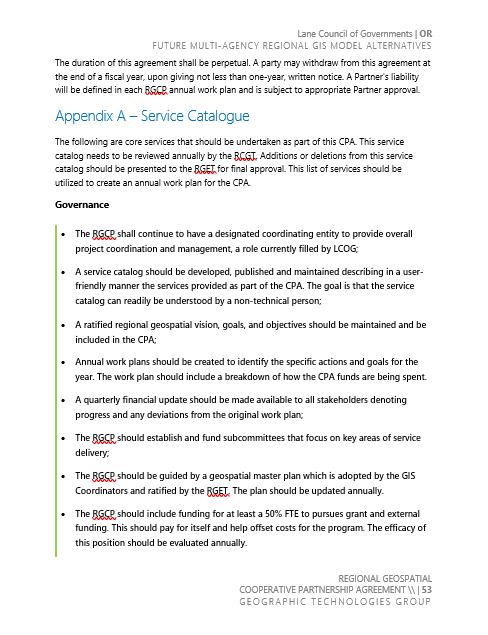 Lane Council of Governments | OR
FUTURE MULTI-AGENCY REGIONAL GIS MODEL ALTERNATIVES
The duration of this agreement shall be perpetual. A party may withdraw from this agreement at
the end of a fiscal year, upon giving not less than one-year, written notice. A Partner's liability
will be defined in each RGCP annual work plan and is subject to appropriate Partner approval.
Appendix A – Service Catalogue
The following are core services that should be undertaken as part of this CPA. This service
catalog needs to be reviewed annually by the RCGT. Additions or deletions from this service
catalog should be presented to the RGET for final approval. This list of services should be
utilized to create an annual work plan for the CPA.
Governance
• The RGCP shall continue to have a designated coordinating entity to provide overall
project coordination and management, a role currently filled by LCOG;
• A service catalog should be developed, published and maintained describing in a user-
friendly manner the services provided as part of the CPA. The goal is that the service
catalog can readily be understood by a non-technical person;
• A ratified regional geospatial vision, goals, and objectives should be maintained and be
included in the CPA;
• Annual work plans should be created to identify the specific actions and goals for the
year. The work plan should include a breakdown of how the CPA funds are being spent.
• A quarterly financial update should be made available to all stakeholders denoting
progress and any deviations from the original work plan;
• The RGCP should establish and fund subcommittees that focus on key areas of service
delivery;
• The RGCP should be guided by a geospatial master plan which is adopted by the GIS
Coordinators and ratified by the RGET. The plan should be updated annually.
• The RGCP should include funding for at least a 50% FTE to pursues grant and external
funding. This should pay for itself and help offset costs for the program. The efficacy of
this position should be evaluated annually.
REGIONAL GEOSPATIAL
COOPERATIVE PARTNERSHIP AGREEMENT \\ | 53
GEOGRAPHIC TECHNOLOGIES GROUP